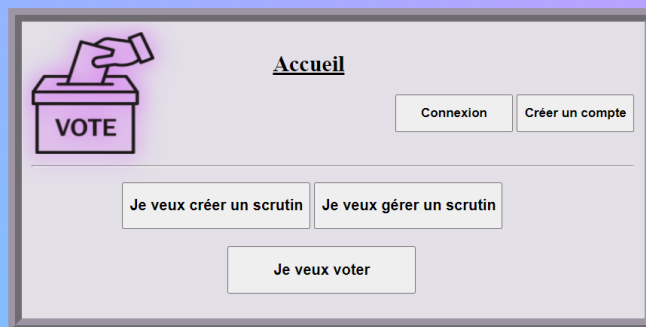 VOTE
Accueil
Connexion Créer un compte
Je veux créer un scrutin Je veux gérer un scrutin
Je veux voter